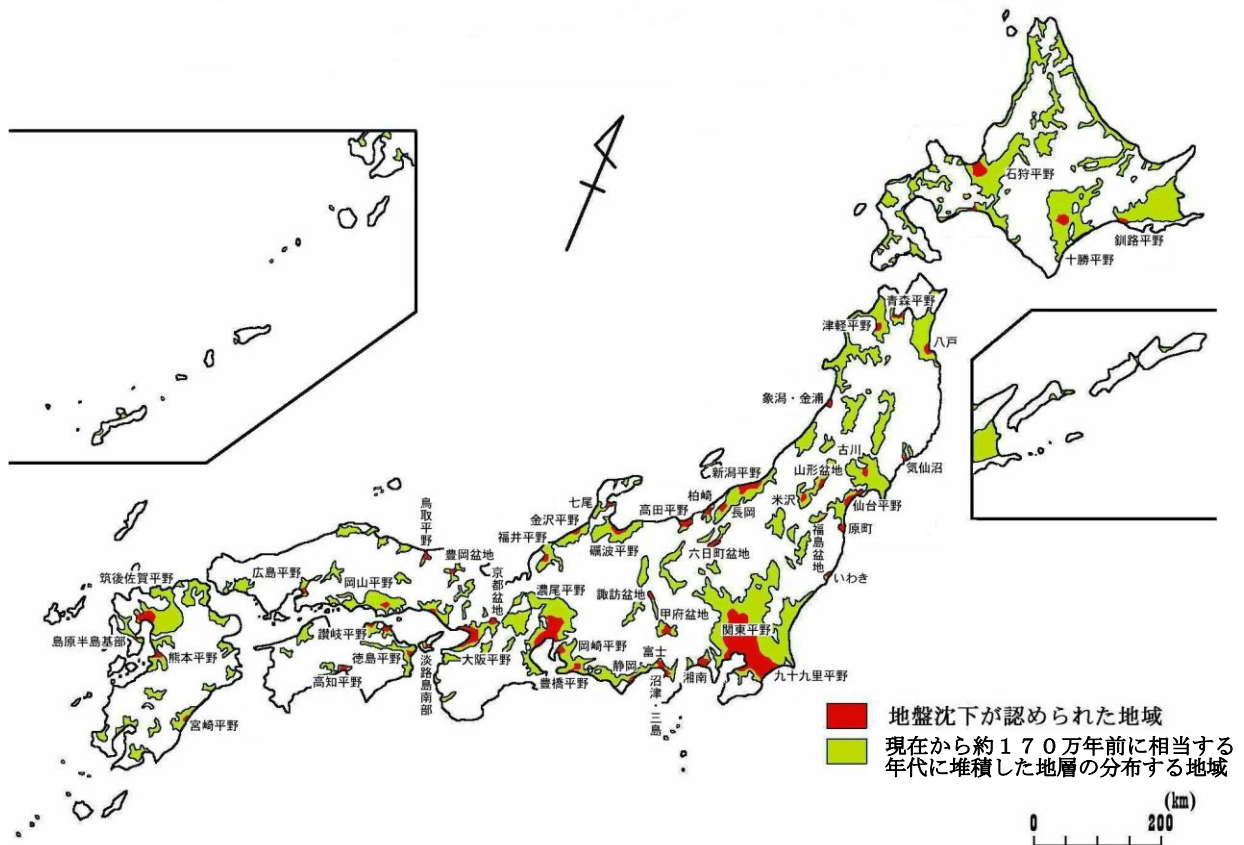 石狩平野
釧路平野
十勝平野
青森平野
津軽平野
八戸
象潟・金浦
古川
気仙沼
山形盆地
新潟平野
米沢
仙台平野
柏崎
長岡
七尾
高田平野
原町
金沢平野
福島盆地
福井平野
礪波平野
六日町盆地
鳥取平野
豊岡盆地
いわき
京都盆地
筑後佐賀平野
広島平野
岡山平野
濃尾平野
諏訪盆地
甲府盆地
関東平野
島原半島基部
讃岐平野
岡崎平野
熊本平野
徳島平野
大阪平野
富士
静岡
湘南
九十九里平野
高知平野
淡路島南部
豊橋平野
沼津・三島
宮崎平野
地盤沈下が認められた地域
現在から約170万年前に相当する
年代に堆積した地層の分布する地域
(km)
0 200